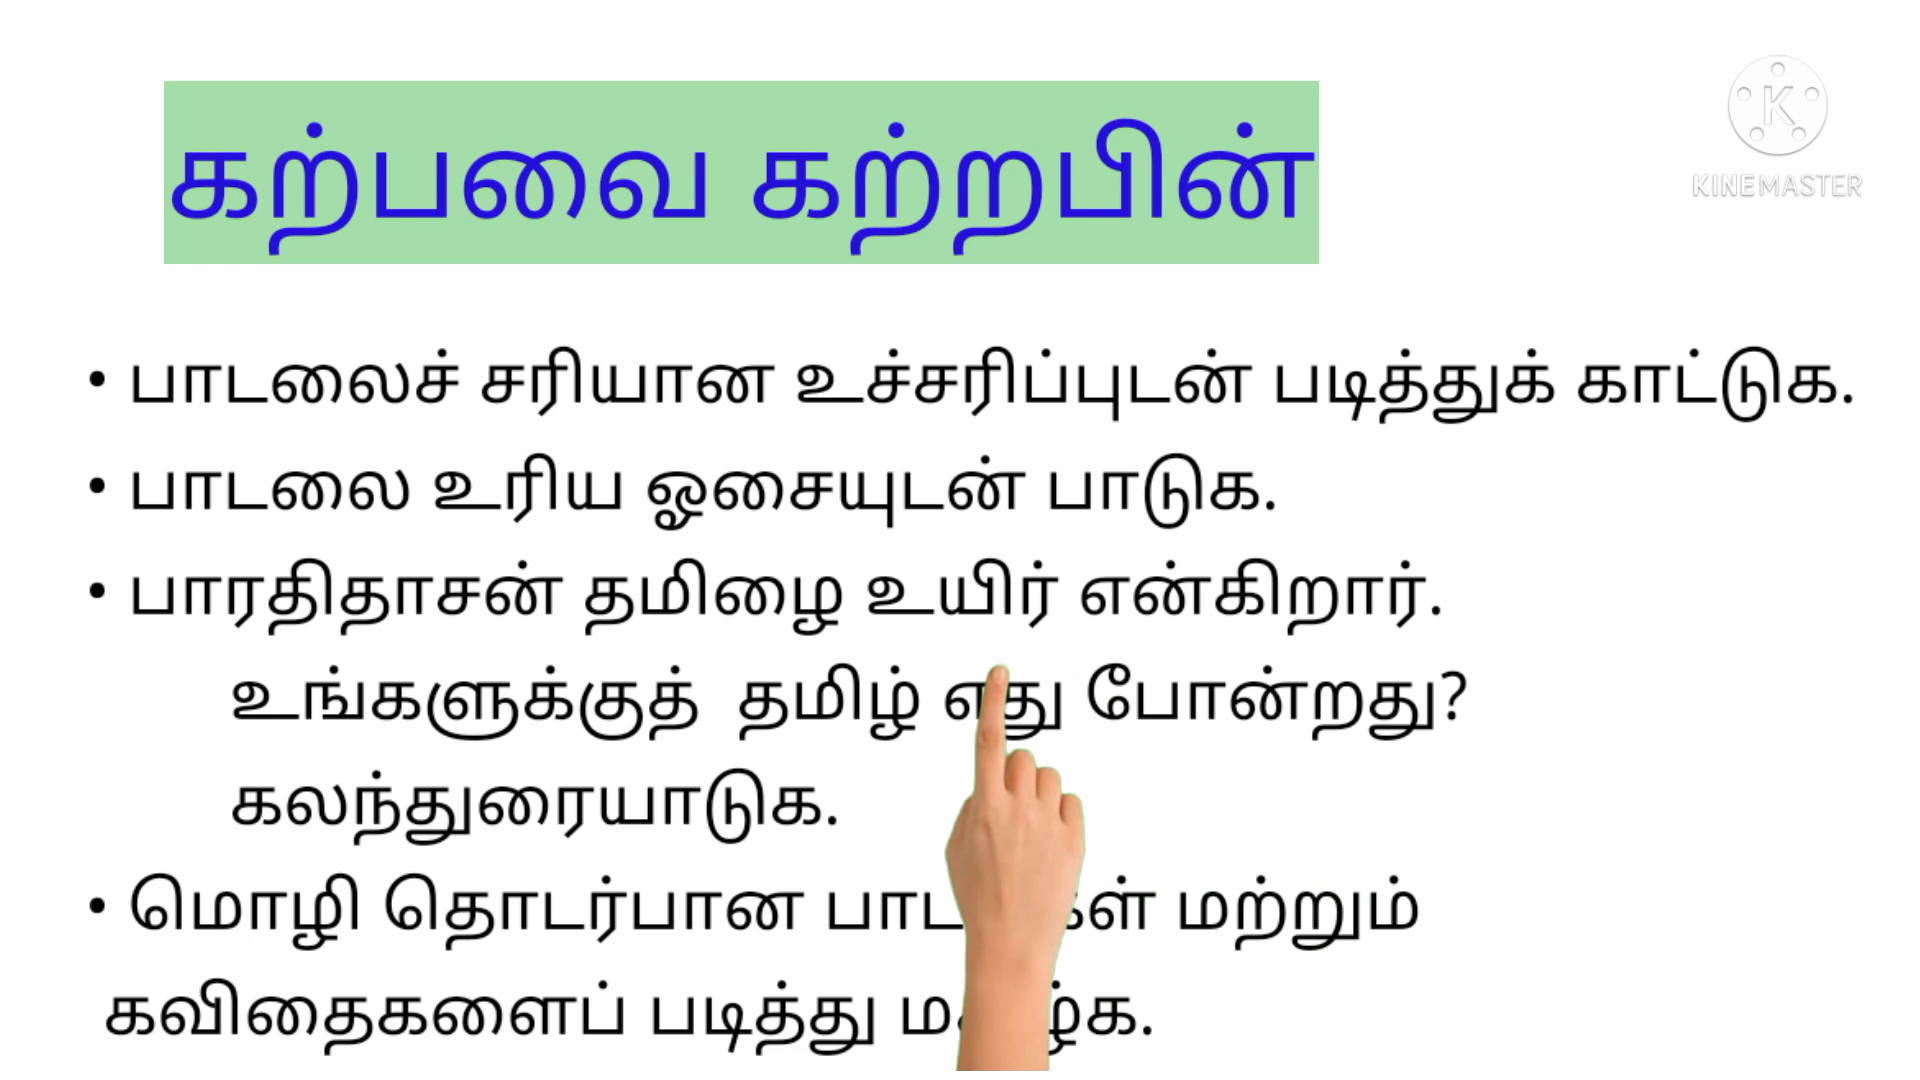 கற்பவை கற்றபின்
KINEMASTER
• பாடலைச் சரியான உச்சரிப்புடன் படித்துக் காட்டுக.
• பாடலை உரிய ஓசையுடன் பாடுக.
• பாரதிதாசன் தமிழை உயிர் என்கிறார்.
உங்களுக்குத் தமிழ் எது போன்றது?
கலந்துரையாடுக.
• மொழி தொடர்பான மற்றும்
கவிதைகளைப் படித்து